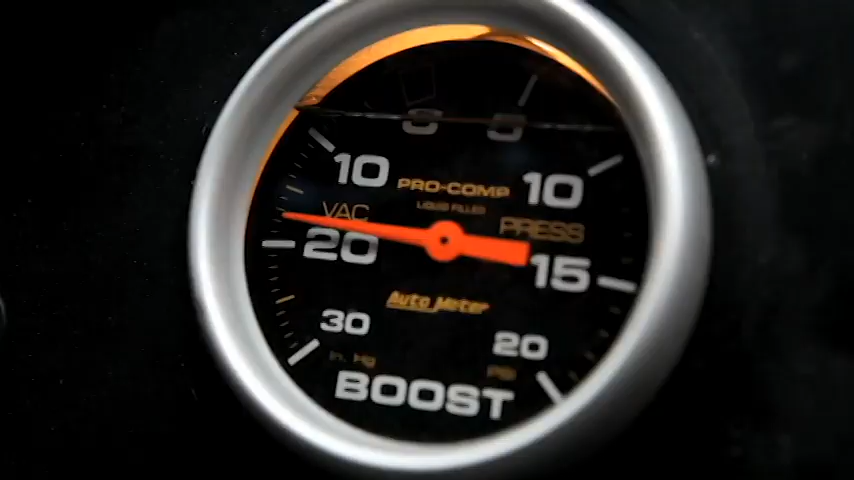 10 PRO-COMP 10
LIQUID FILLED
VAC PRESS
20 15
Auto Meter
30 20
In. Hg PSI
BOOST